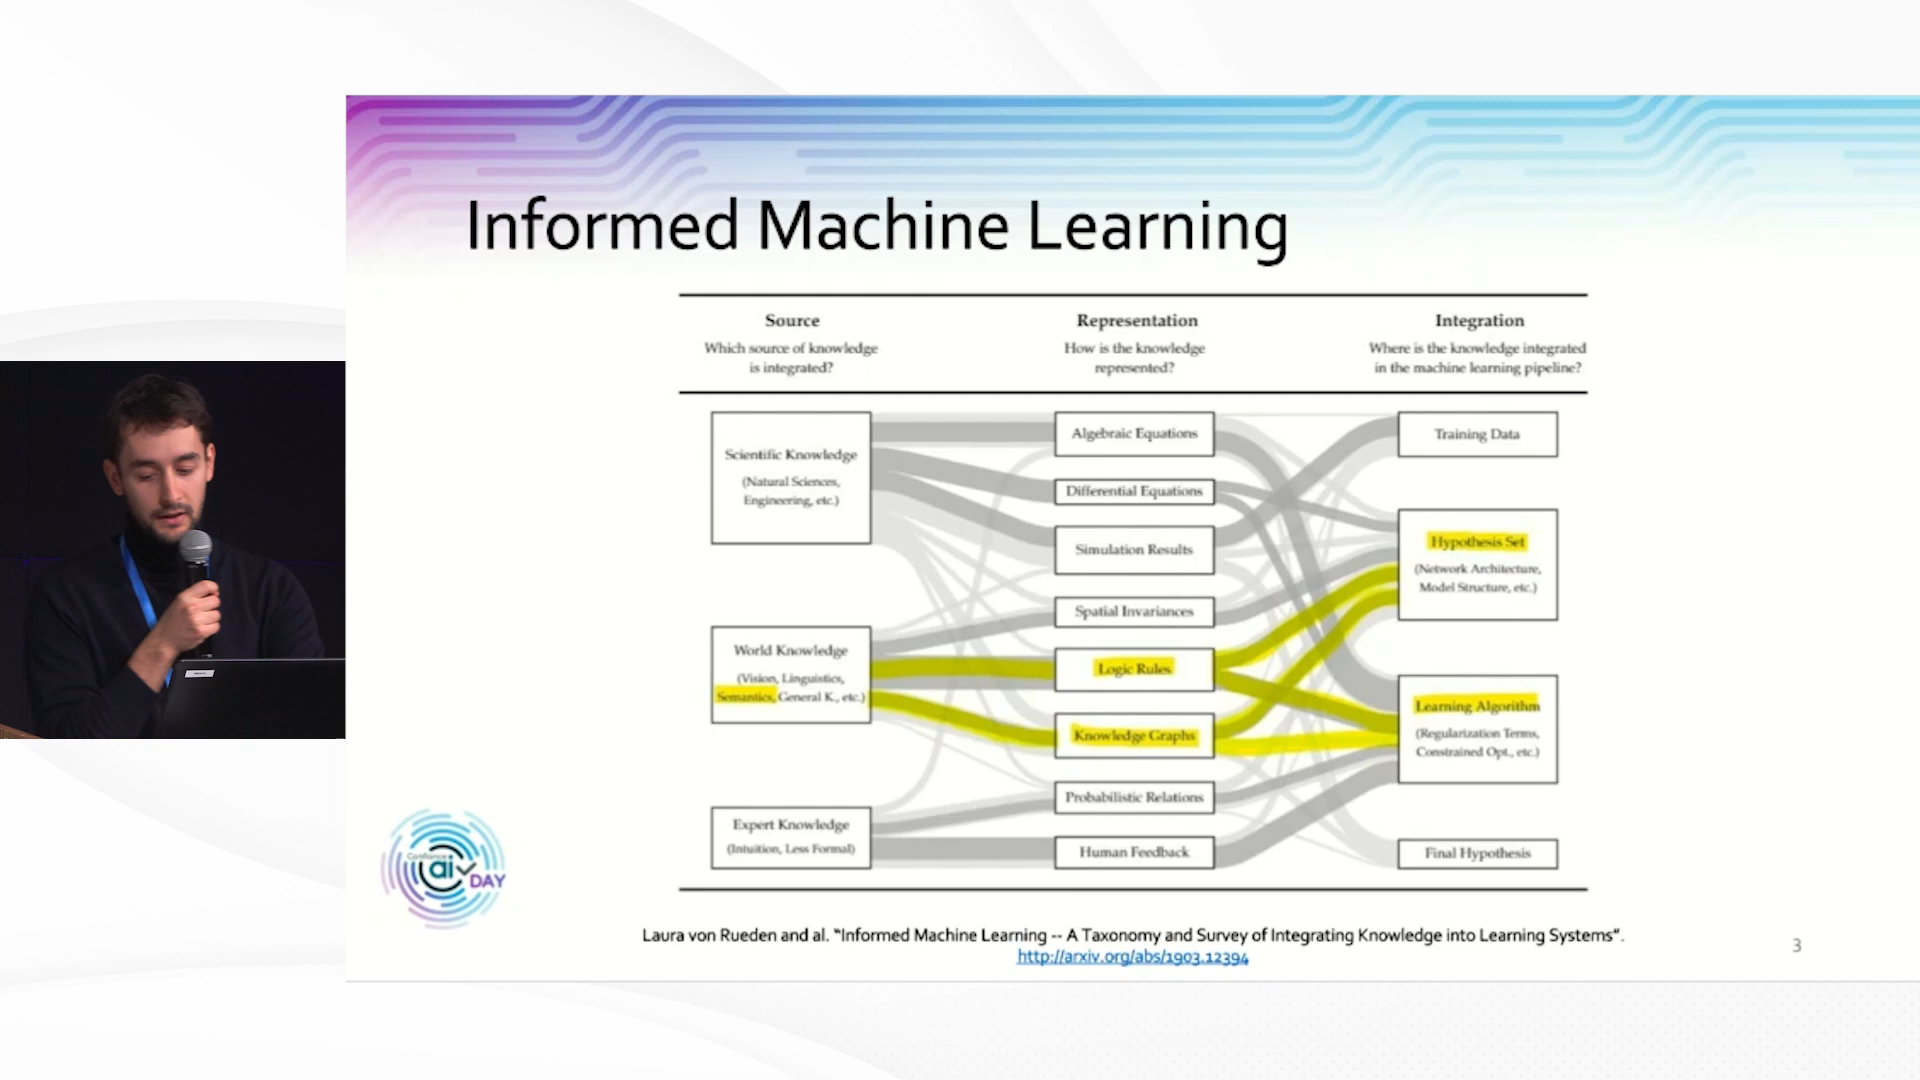 Informed Machine Learning
Source
Which source of knowledge
is integrated?
Representation
How is the knowledge
represented?
Integration
Where is the knowledge integrated
in the machine learning pipeline?
Scientific Knowledge
(Natural Sciences,
Engineering, etc.)
World Knowledge
(Vision, Linguistics,
Semantics, General K., etc.)
Expert Knowledge
(Intuition, Less Formal)
Algebraic Equations
Differential Equations
Simulation Results
Spatial Invariances
Logic Rules
Knowledge Graphs
Probabilistic Relations
Human Feedback
Training Data
Hypothesis Set
(Network Architecture,
Model Structure, etc.)
Learning Algorithm
(Regularization Terms,
Constrained Opt., etc.)
Final Hypothesis
Confiance
ai
DAY
Laura von Rueden and al. “Informed Machine Learning -- A Taxonomy and Survey of Integrating Knowledge into Learning Systems”.
http://arxiv.org/abs/1903.12394
3